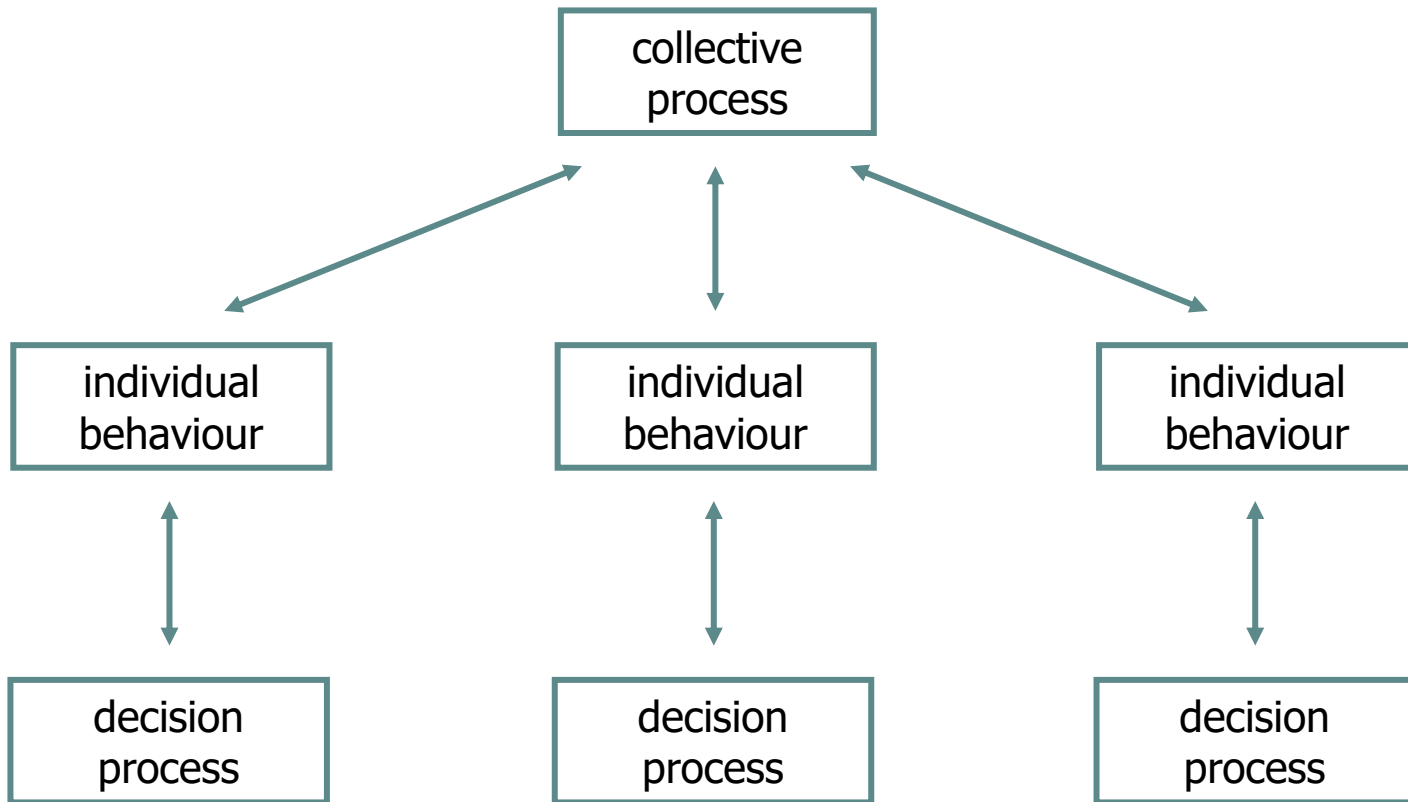 collective
process
individual
behaviour
individual
behaviour
individual
behaviour
decision
process
decision
process
decision
process